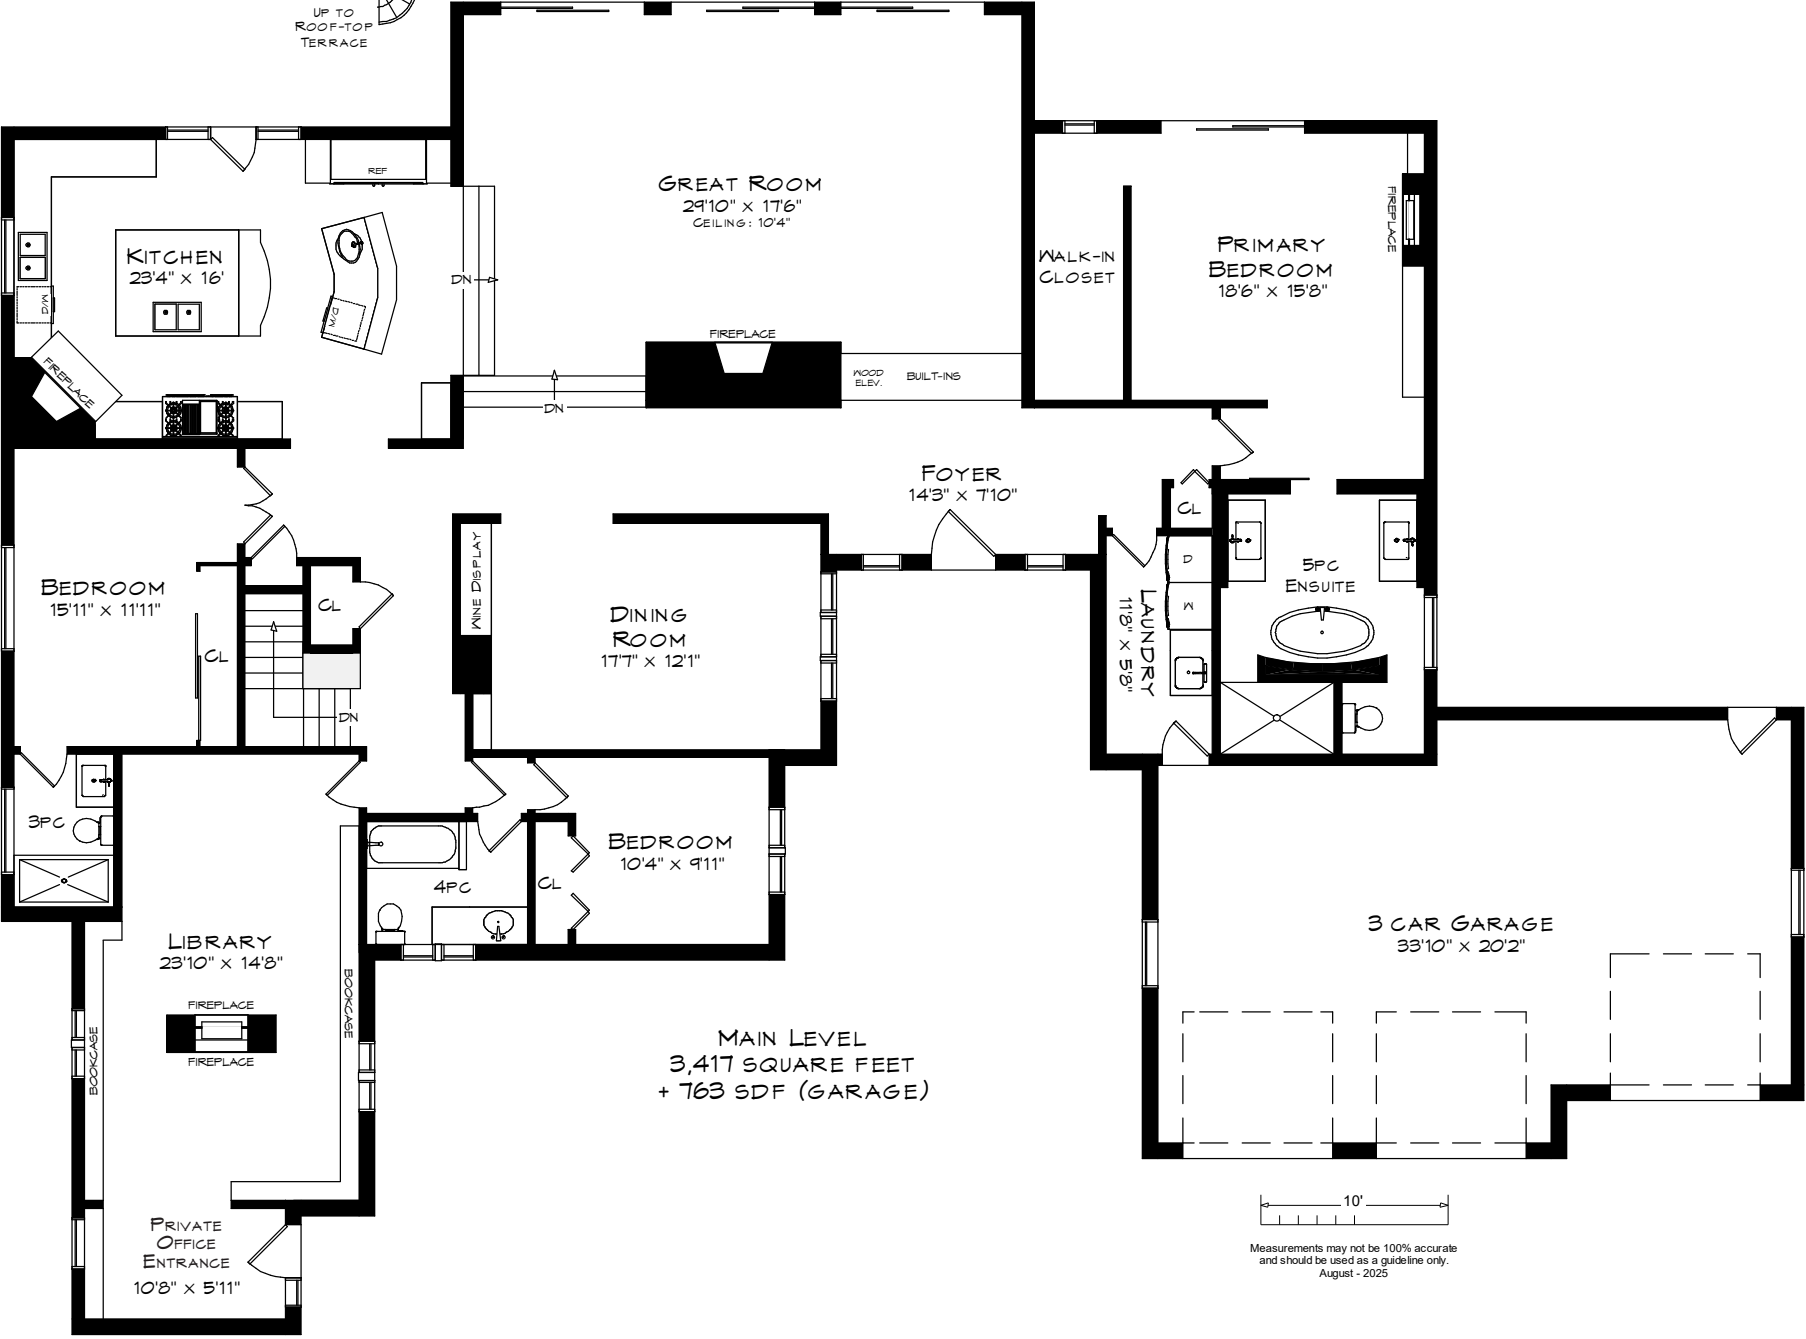 UP TO
ROOF-TOP
TERRACE
REF
GREAT ROOM
29'10" x 17'6"
CEILING: 10'4"
KITCHEN
23'4" x 16'
DN
D/W
M/D
FIREPLACE
FIREPLACE
WOOD
ELEV.
BUILT-INS
DN
WALK-IN
CLOSET
PRIMARY
BEDROOM
18'6" x 15'8"
FIREPLACE
FOYER
14'3" x 7'10"
CL
BEDROOM
15'11" x 11'11"
CL
CL
DN
WINE DISPLAY
DINING
ROOM
17'7" x 12'1"
D
W
LAUNDRY
11'8" x 5'8"
5PC
ENSUITE
3PC
4PC
CL
BEDROOM
10'4" x 9'11"
LIBRARY
23'10" x 14'8"
FIREPLACE
FIREPLACE
BOOKCASE
BOOKCASE
3 CAR GARAGE
33'10" x 20'2"
MAIN LEVEL
3,417 SQUARE FEET
+ 763 SDF (GARAGE)
PRIVATE
OFFICE
ENTRANCE
10'8" x 5'11"
10'
Measurements may not be 100% accurate
and should be used as a guideline only.
August - 2025